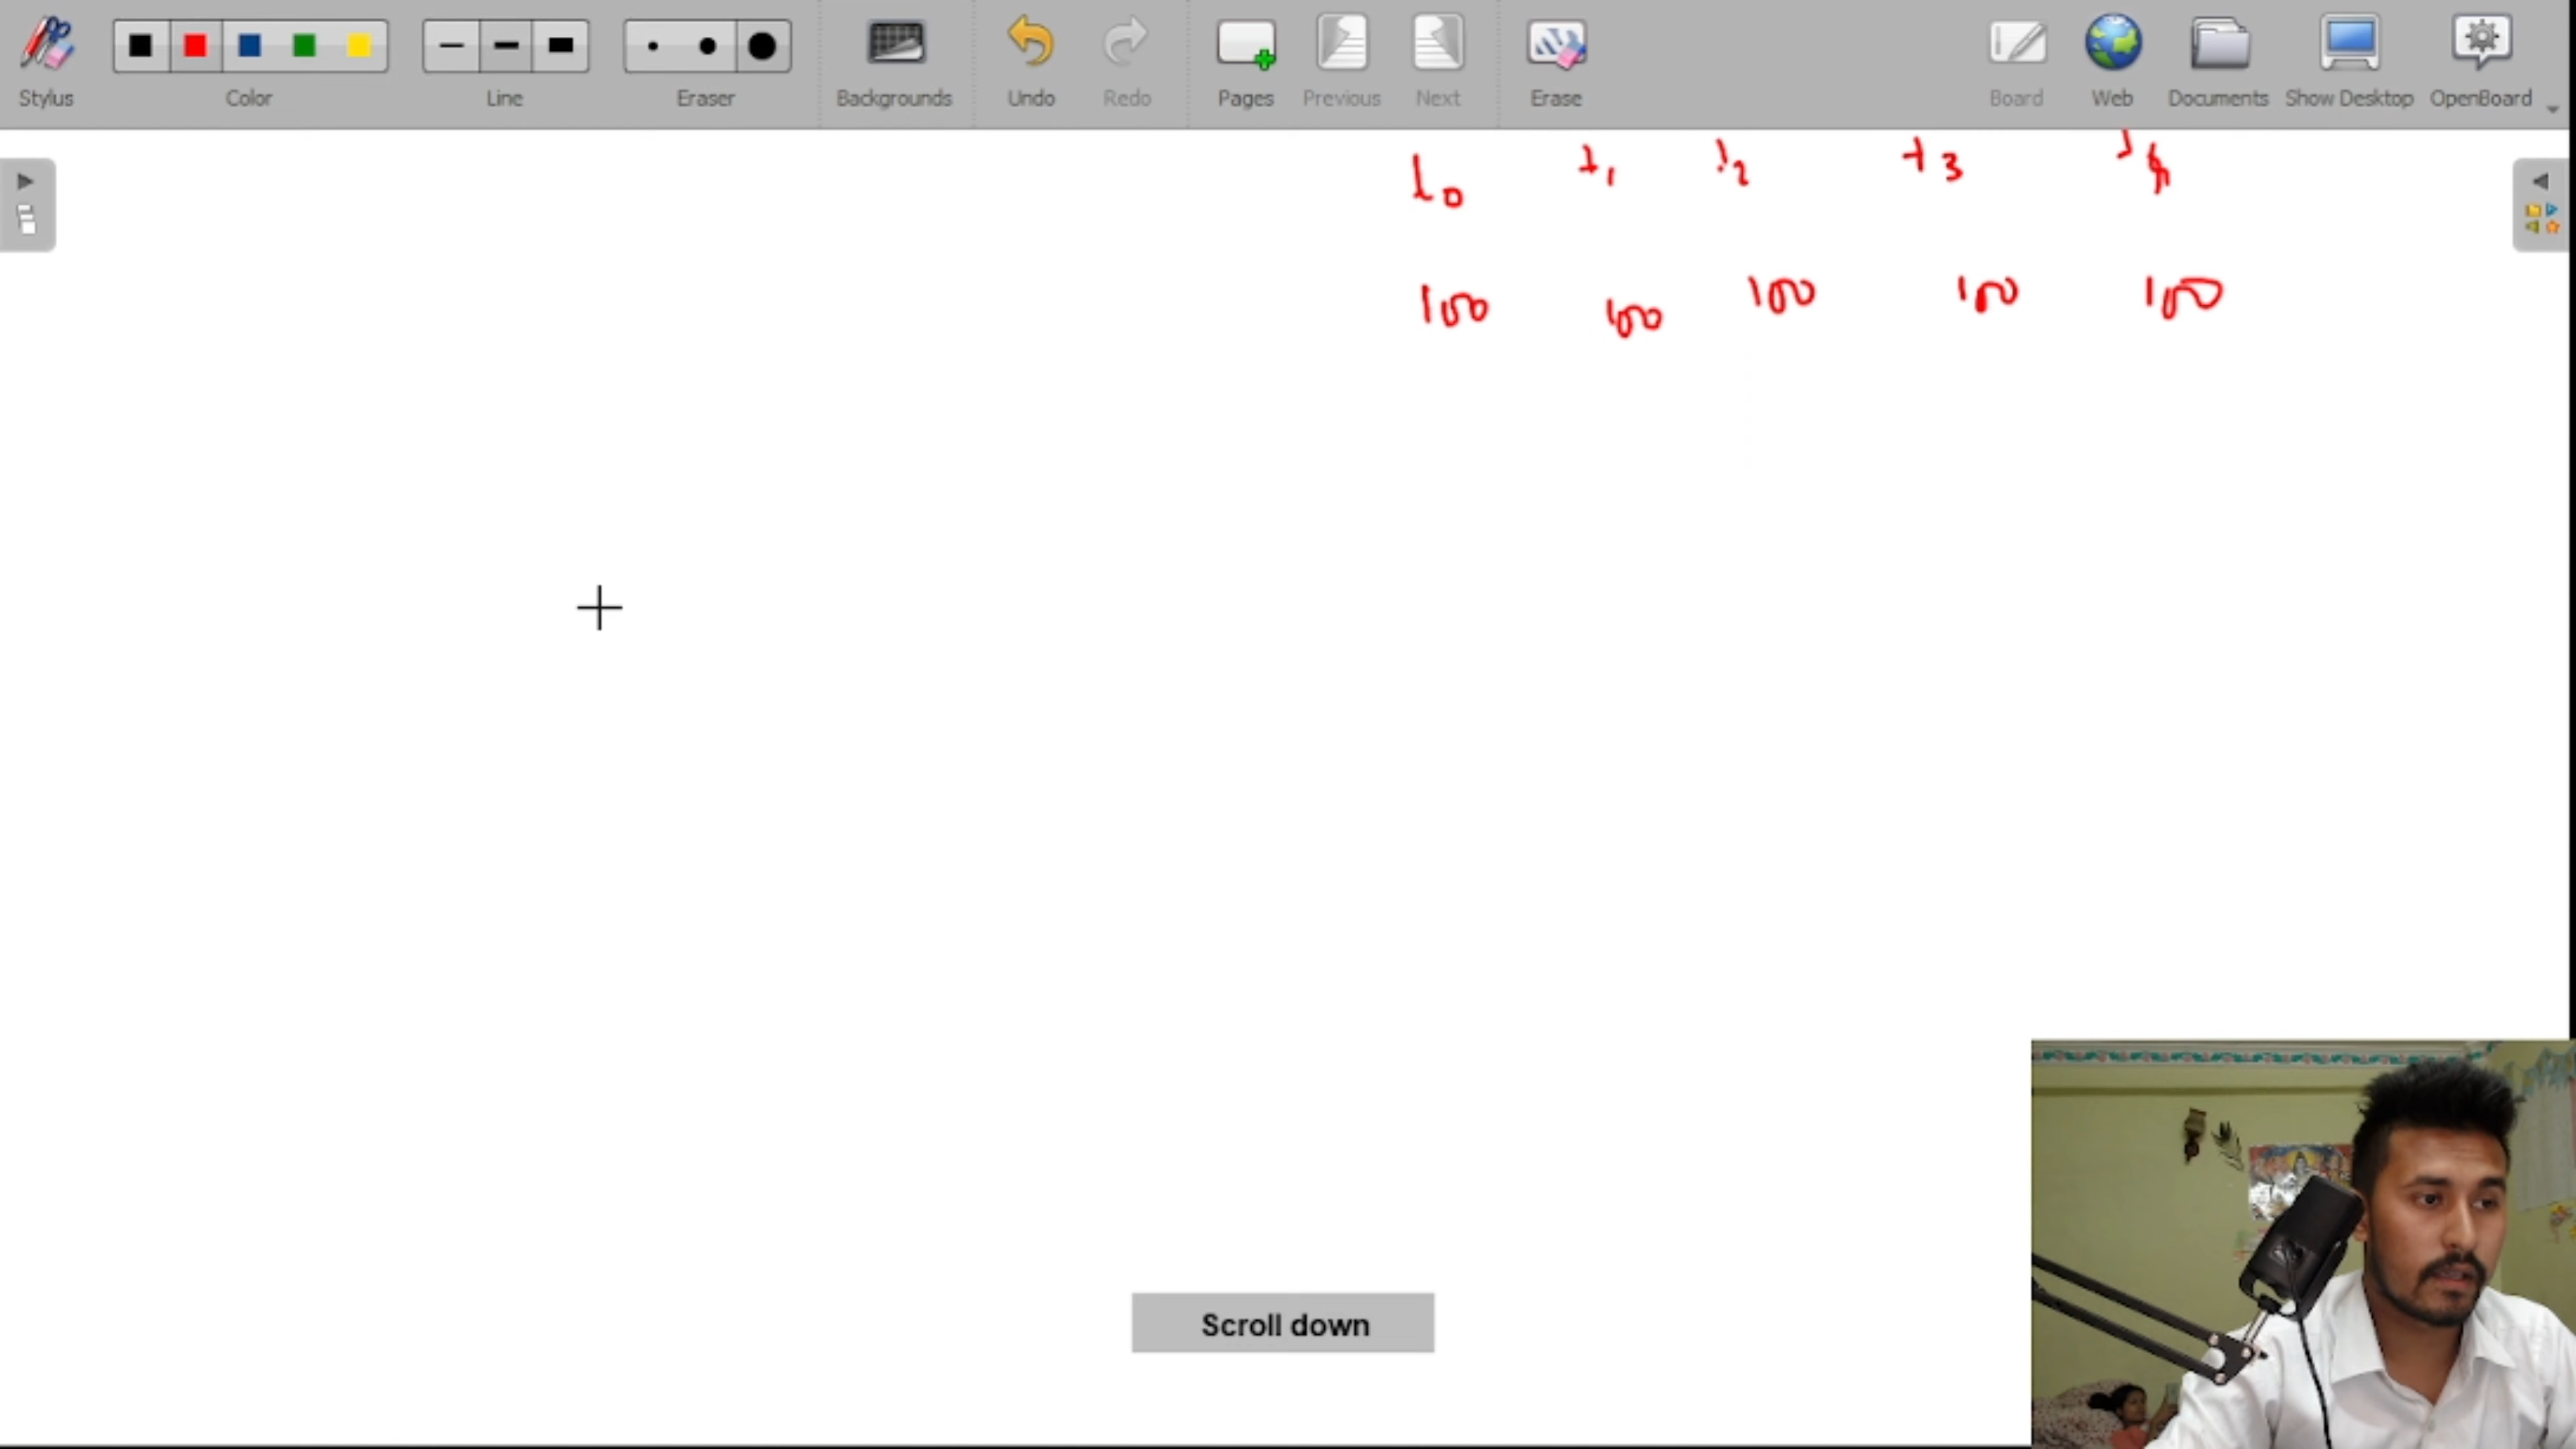 Stylus Color Line Eraser Backgrounds Undo Redo Pages Previous Next Erase Board Web Documents Show Desktop OpenBoard
t0 t1 t2 t3
100 100 100 100 100
Scroll down